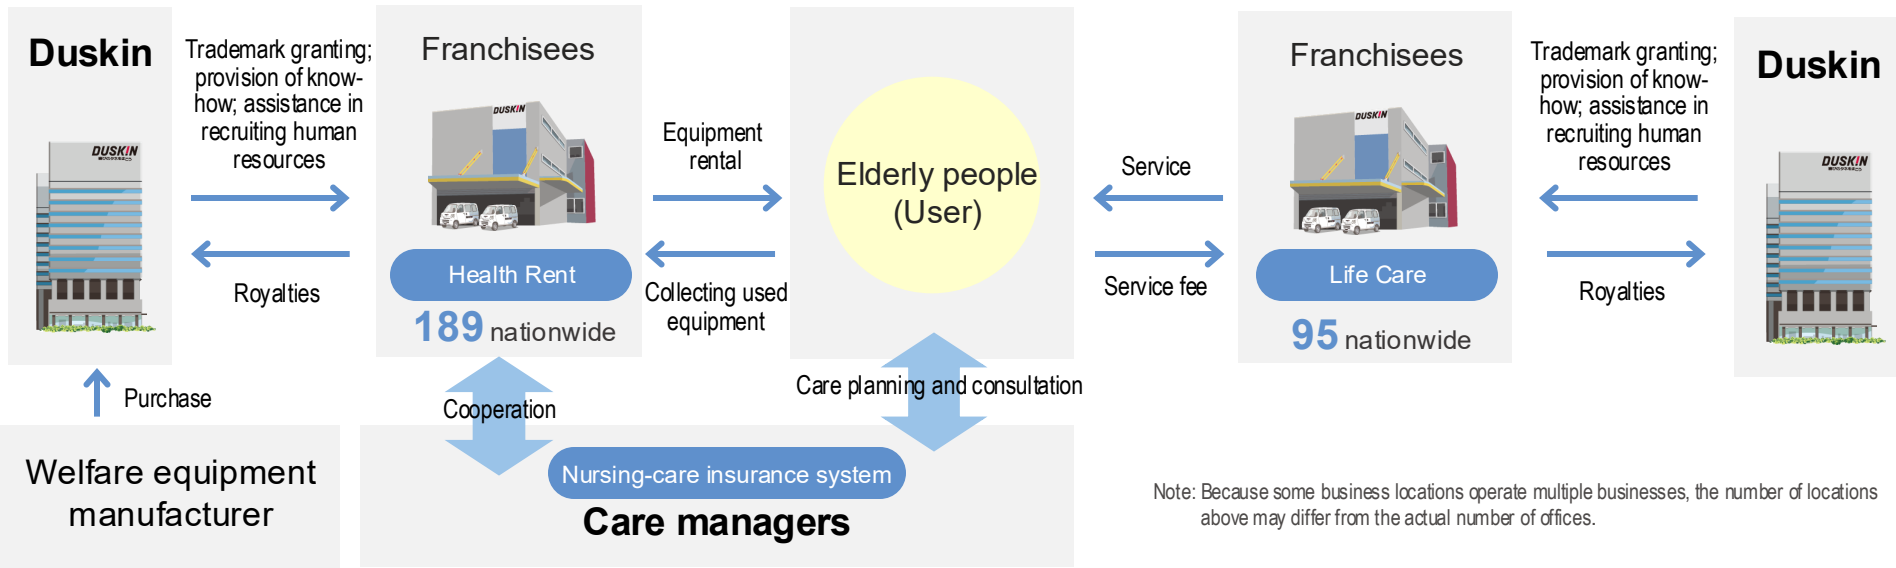 Duskin
DUSKIN
Trademark granting;
provision of know-
how; assistance in
recruiting human
resources
Royalties
Purchase
Welfare equipment
manufacturer
Franchisees
DUSKIN
Health Rent
189 nationwide
Cooperation
Equipment
rental
Collecting used
equipment
Elderly people
(User)
Care planning and consultation
Nursing-care insurance system
Care managers
Service
Service fee
Franchisees
DUSKIN
Life Care
95 nationwide
Trademark granting;
provision of know-
how; assistance in
recruiting human
resources
Royalties
Duskin
DUSKIN
Note: Because some business locations operate multiple businesses, the number of locations
above may differ from the actual number of offices.